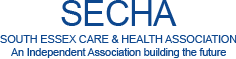 SECHA
SOUTH ESSEX CARE & HEALTH ASSOCIATION
An Independent Association building the future